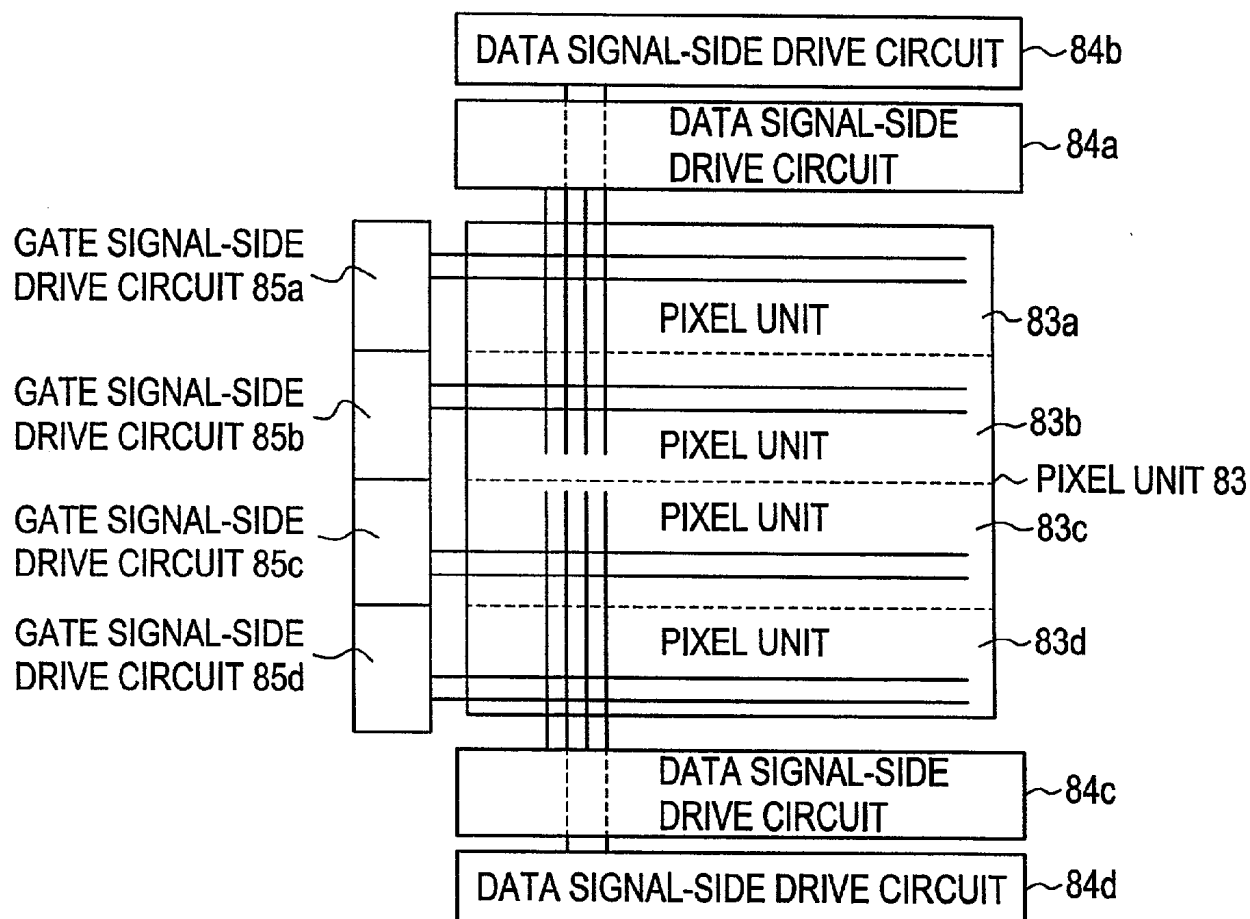 DATA SIGNAL-SIDE DRIVE CIRCUIT
84b
DATA SIGNAL-SIDE
DRIVE CIRCUIT
84a
GATE SIGNAL-SIDE
DRIVE CIRCUIT 85a
PIXEL UNIT
83a
GATE SIGNAL-SIDE
DRIVE CIRCUIT 85b
PIXEL UNIT
83b
PIXEL UNIT 83
GATE SIGNAL-SIDE
DRIVE CIRCUIT 85c
PIXEL UNIT
83c
GATE SIGNAL-SIDE
DRIVE CIRCUIT 85d
PIXEL UNIT
83d
DATA SIGNAL-SIDE
DRIVE CIRCUIT
84c
DATA SIGNAL-SIDE DRIVE CIRCUIT
84d